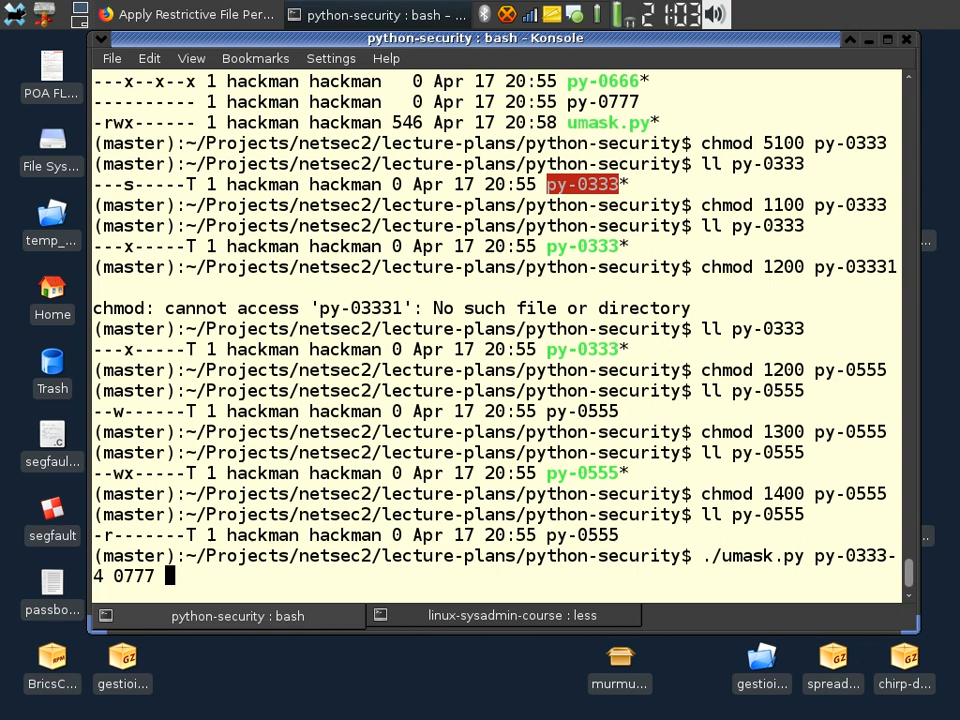 Apply Restrictive File Per...
python-security : bash – ...
21:03
python-security : bash – Konsole
File Edit View Bookmarks Settings Help
---x--x--x 1 hackman hackman   0 Apr 17 20:55 py-0666*
---------- 1 hackman hackman   0 Apr 17 20:55 py-0777
-rwx------ 1 hackman hackman 546 Apr 17 20:58 umask.py*
(master):~/Projects/netsec2/lecture-plans/python-security$ chmod 5100 py-0333
(master):~/Projects/netsec2/lecture-plans/python-security$ ll py-0333
---s-----T 1 hackman hackman 0 Apr 17 20:55 py-0333*
(master):~/Projects/netsec2/lecture-plans/python-security$ chmod 1100 py-0333
(master):~/Projects/netsec2/lecture-plans/python-security$ ll py-0333
---x-----T 1 hackman hackman 0 Apr 17 20:55 py-0333*
(master):~/Projects/netsec2/lecture-plans/python-security$ chmod 1200 py-03331
chmod: cannot access 'py-03331': No such file or directory
(master):~/Projects/netsec2/lecture-plans/python-security$ ll py-0333
---x-----T 1 hackman hackman 0 Apr 17 20:55 py-0333*
(master):~/Projects/netsec2/lecture-plans/python-security$ chmod 1200 py-0555
(master):~/Projects/netsec2/lecture-plans/python-security$ ll py-0555
--w------T 1 hackman hackman 0 Apr 17 20:55 py-0555
(master):~/Projects/netsec2/lecture-plans/python-security$ chmod 1300 py-0555
(master):~/Projects/netsec2/lecture-plans/python-security$ ll py-0555
--wx-----T 1 hackman hackman 0 Apr 17 20:55 py-0555*
(master):~/Projects/netsec2/lecture-plans/python-security$ chmod 1400 py-0555
(master):~/Projects/netsec2/lecture-plans/python-security$ ll py-0555
-r-------T 1 hackman hackman 0 Apr 17 20:55 py-0555
(master):~/Projects/netsec2/lecture-plans/python-security$ ./umask.py py-0333-
4 0777
python-security : bash
linux-sysadmin-course : less
POA FL...
File Sys...
temp_...
Home
Trash
.c
segfaul...
segfault
passbo...
RPM
BricsC...
GZ
gestioi...
murmu...
gestioi...
GZ
spread...
GZ
chirp-d...